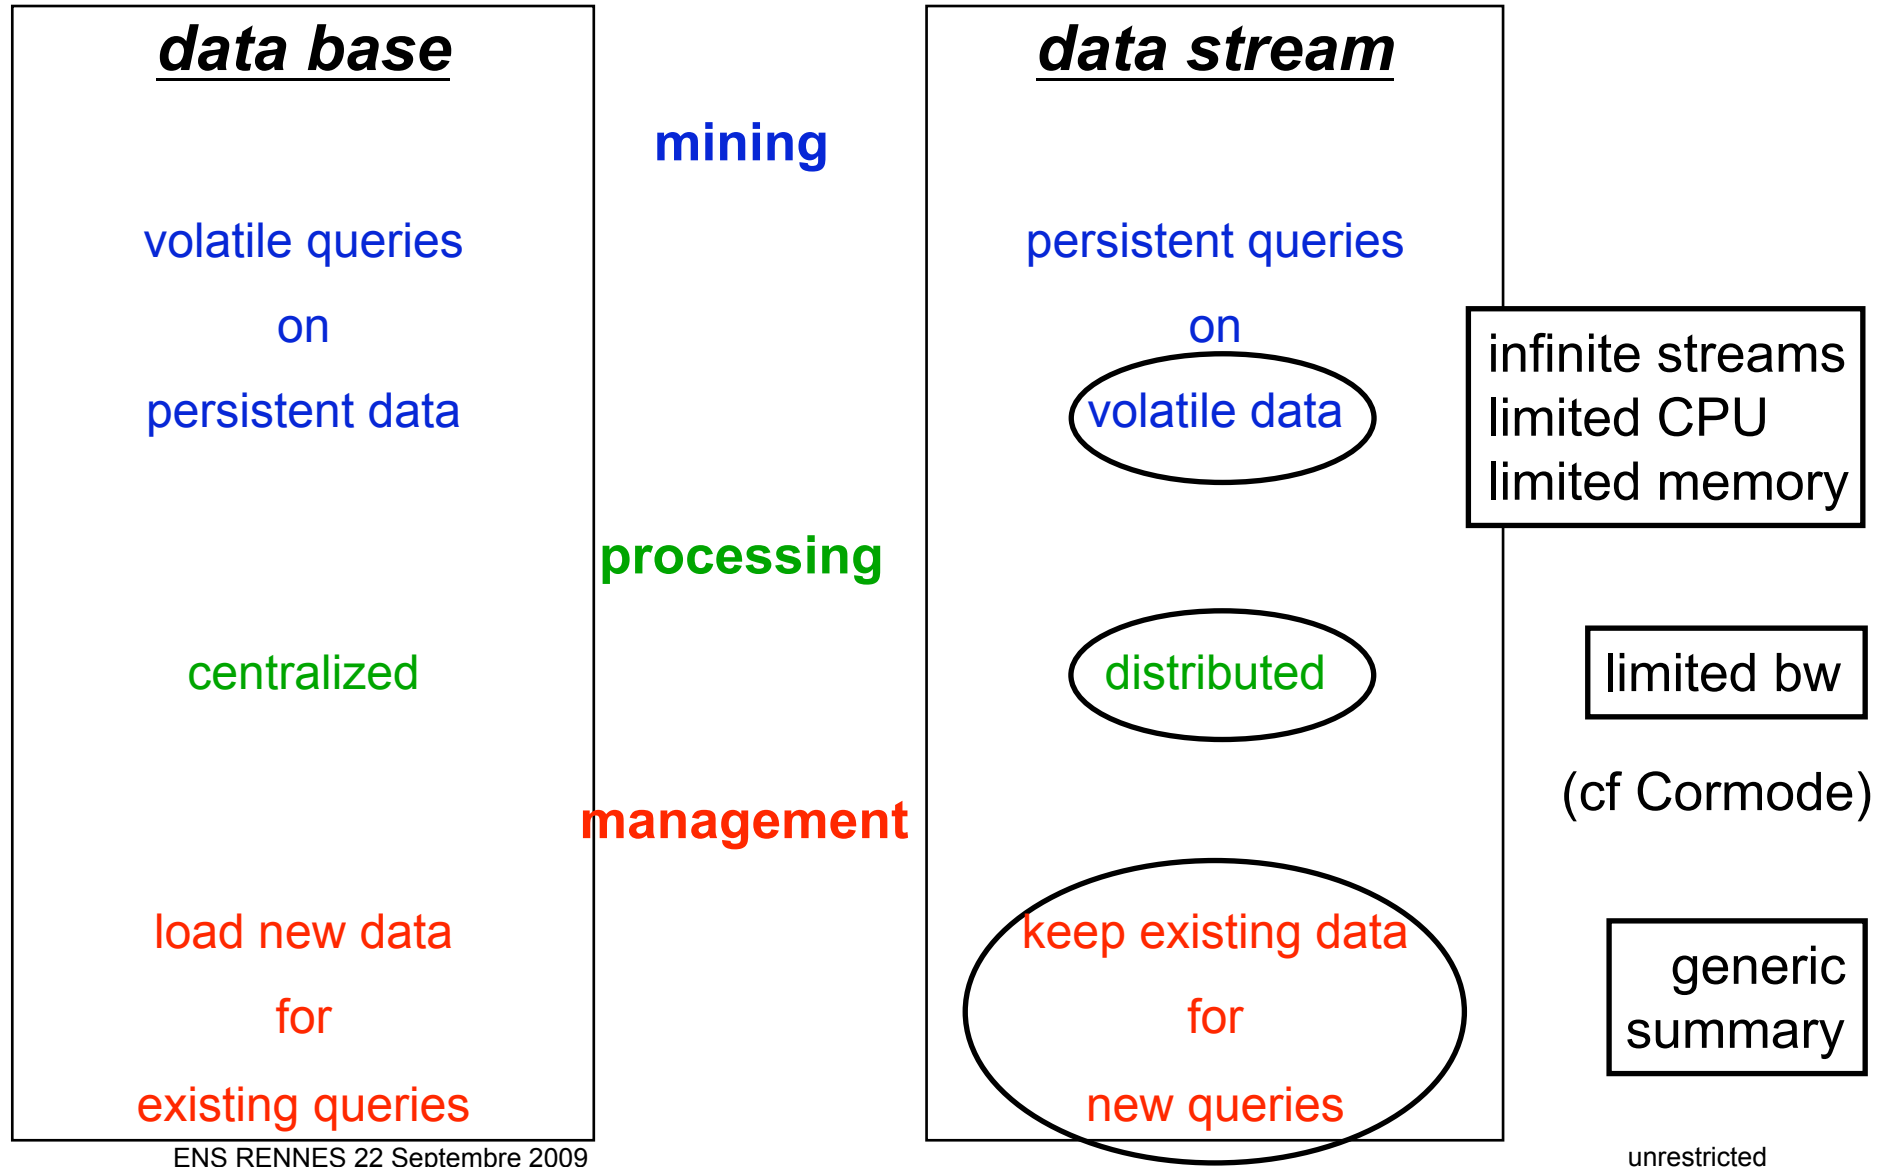 data base
data stream
mining
volatile queries
persistent queries
on
on
persistent data
volatile data
infinite streams
limited CPU
limited memory
processing
centralized
distributed
limited bw
(cf Cormode)
management
load new data
keep existing data
for
for
existing queries
new queries
generic
summary
ENS RENNES 22 Septembre 2009
unrestricted